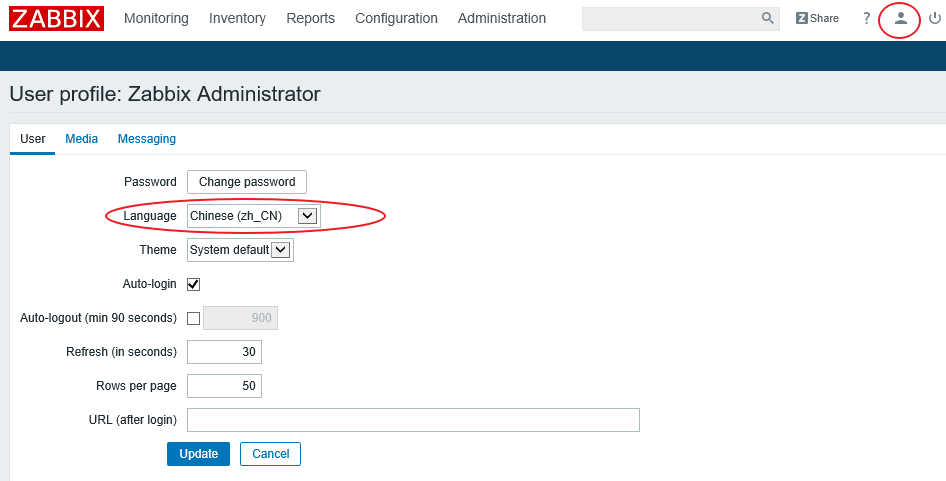 ZABBIX Monitoring Inventory Reports Configuration Administration Z Share ?
User profile: Zabbix Administrator
User Media Messaging
Password Change password
Language Chinese (zh_CN)
Theme System default
Auto-login
Auto-logout (min 90 seconds) 900
Refresh (in seconds) 30
Rows per page 50
URL (after login)
Update Cancel